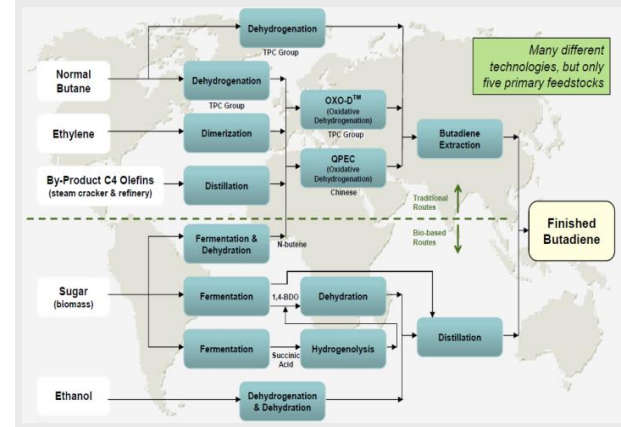 Dehydrogenation
TPC Group
Many different
technologies, but only
five primary feedstocks
Normal
Butane
Dehydrogenation
TPC Group
OXO-D™
(Oxidative
Dehydrogenation)
TPC Group
Ethylene
Dimerization
Butadiene
Extraction
QPEC
(Oxidative
Dehydrogenation)
Chinese
By-Product C4 Olefins
(steam cracker & refinery)
Distillation
Traditional
Routes
Bio-based
Routes
Finished
Butadiene
Fermentation &
Dehydration
N-butene
Sugar
(biomass)
Fermentation
1,4-BDO
Dehydration
Distillation
Fermentation
Succinic
Acid
Hydrogenolysis
Ethanol
Dehydrogenation
& Dehydration